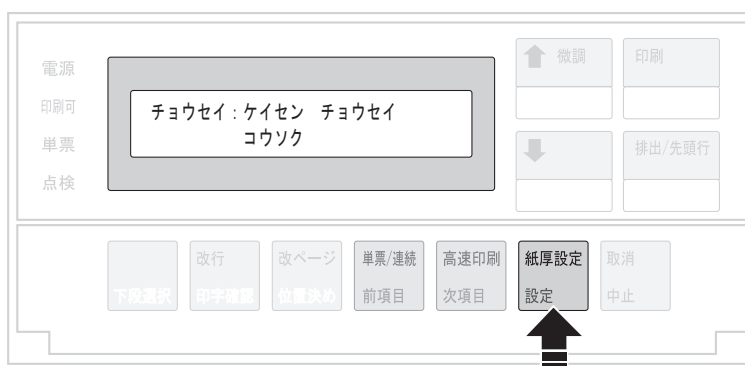 電源
印刷可
単票
点検
チョウセイ：ケイセン　チョウセイ
コウソク
微調
印刷
排出/先頭行
下段選択
改行
印字確認
改ページ
位置決め
単票/連続
前項目
高速印刷
次項目
紙厚設定
設定
取消
中止